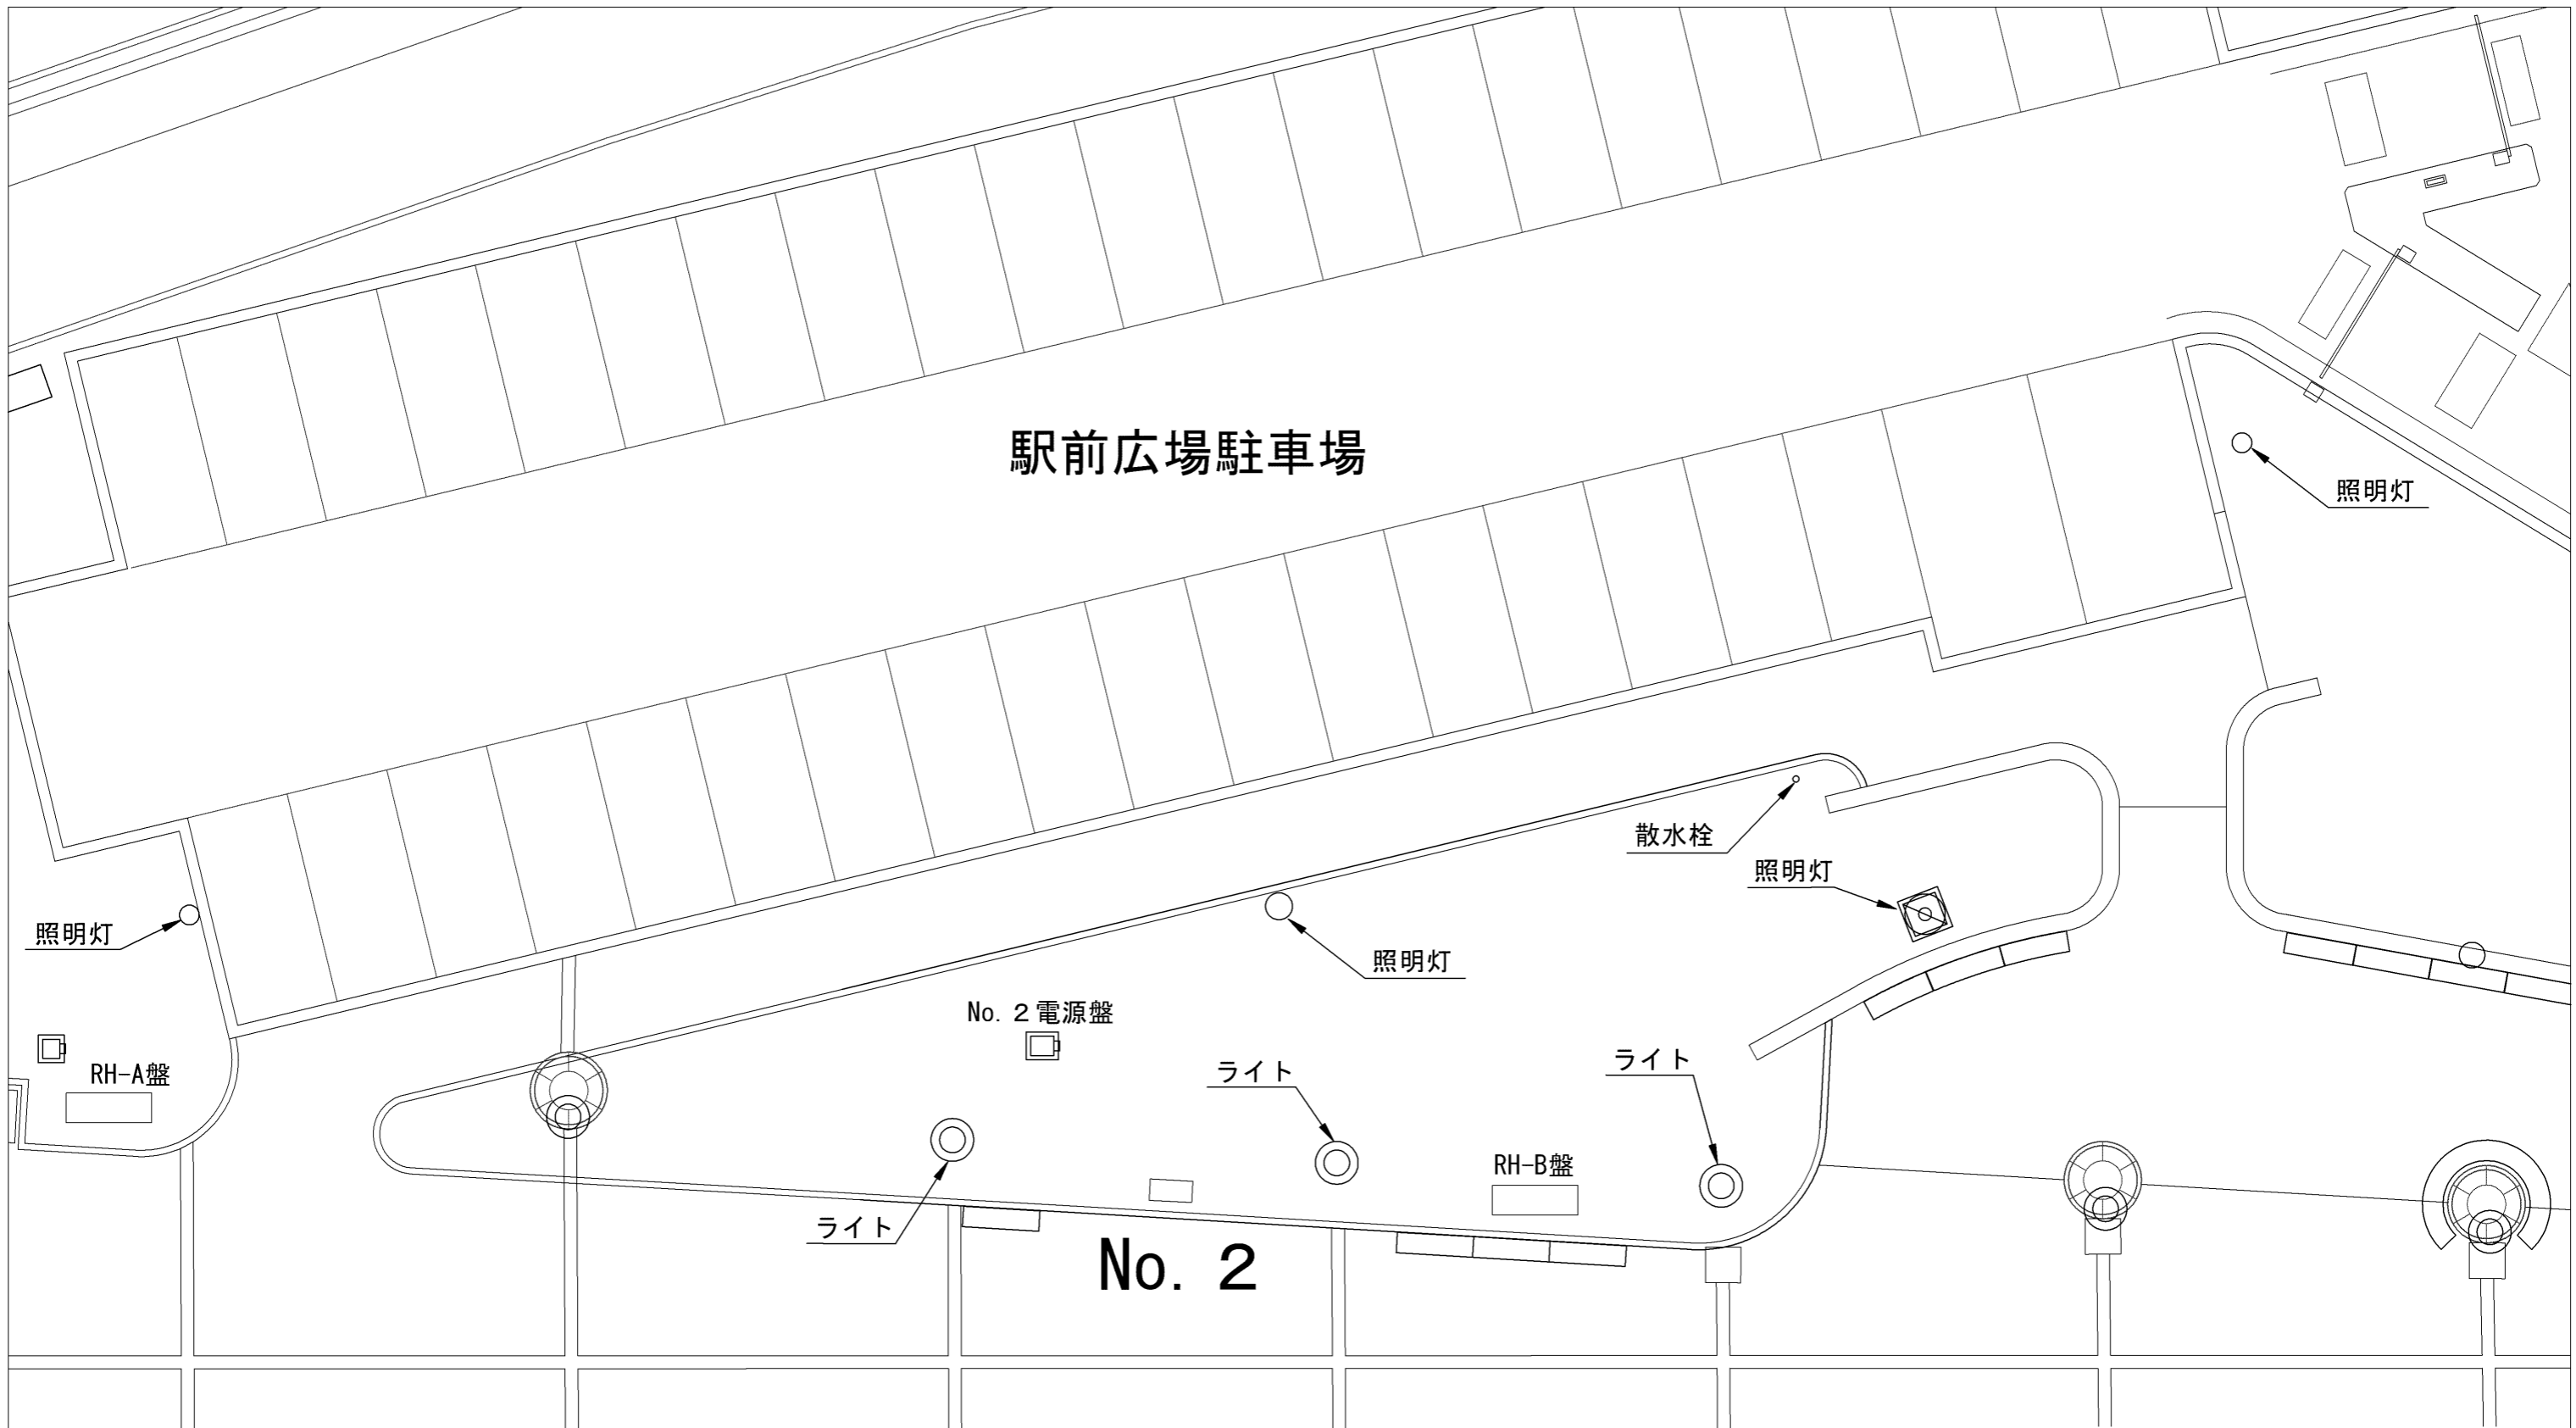 駅前広場駐車場
照明灯
散水栓
照明灯
照明灯
照明灯
No. 2電源盤
RH-A盤
ライト
ライト
RH-B盤
ライト
No. 2